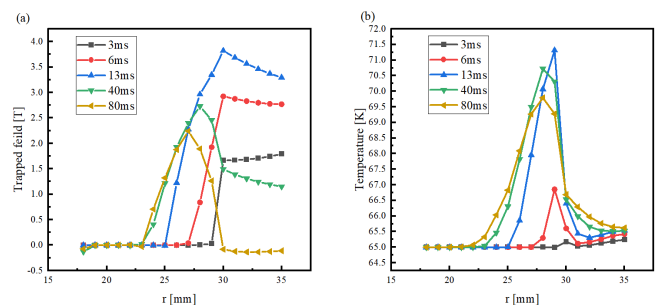 (a)
4.0
3.5
3.0
2.5
2.0
1.5
1.0
0.5
0.0
-0.5
Trapped feild [T]
3ms
6ms
13ms
40ms
80ms
15 20 25 30 35
r [mm]
(b)
72.0
71.5
71.0
70.5
70.0
69.5
69.0
68.5
68.0
67.5
67.0
66.5
66.0
65.5
65.0
64.5
Temperature [K]
3ms
6ms
13ms
40ms
80ms
15 20 25 30 35
r [mm]